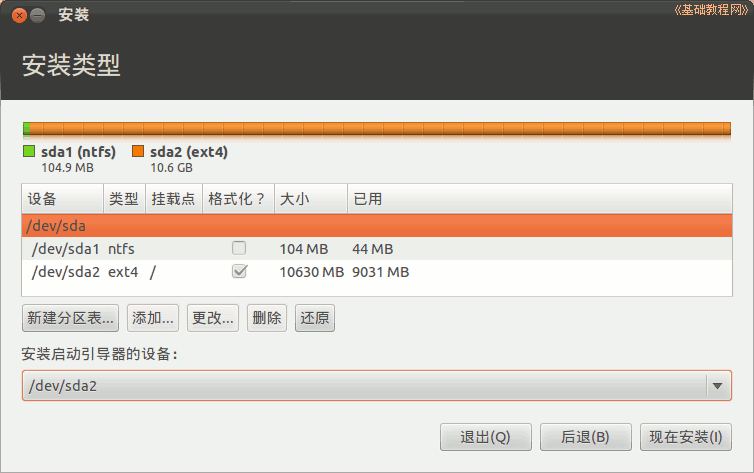 安装
《基础教程网》
安装类型
sda1 (ntfs)
104.9 MB
sda2 (ext4)
10.6 GB
设备 类型 挂载点 格式化？ 大小 已用
/dev/sda
/dev/sda1 ntfs 104 MB 44 MB
/dev/sda2 ext4 / 10630 MB 9031 MB
新建分区表... 添加... 更改... 删除 还原
安装启动引导器的设备：
/dev/sda2
退出(Q) 后退(B) 现在安装(I)